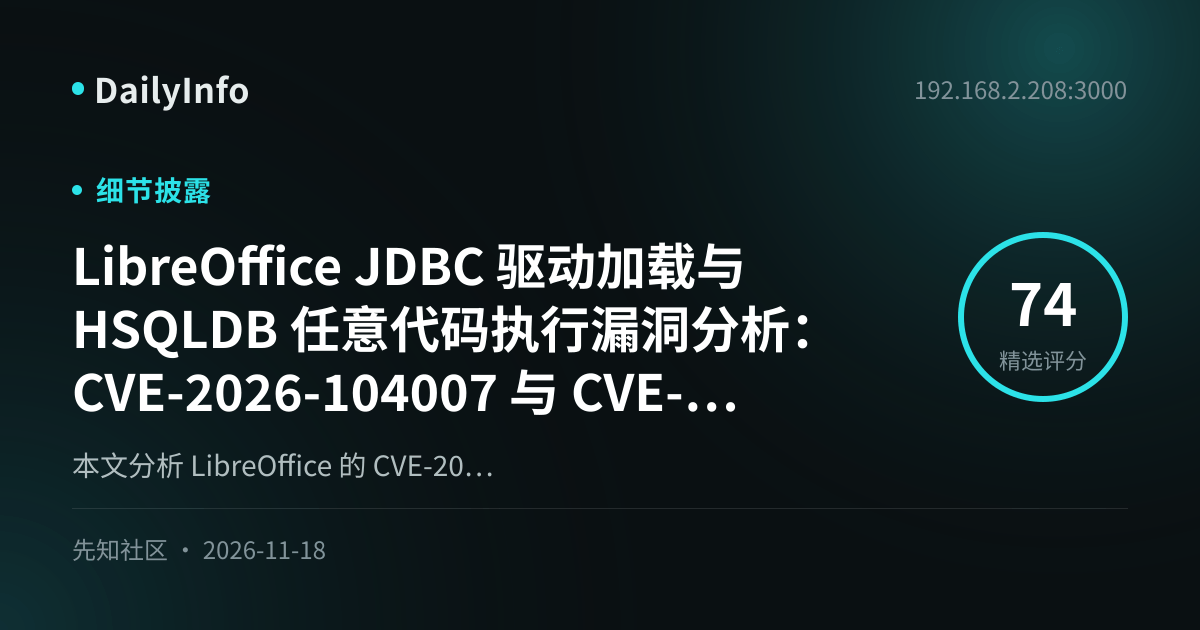 DailyInfo
192.168.2.208:3000
细节披露
LibreOffice JDBC 驱动加载与
HSQLDB 任意代码执行漏洞分析：
CVE-2026-104007 与 CVE-…
74
精选评分
本文分析 LibreOffice 的 CVE-20…
先知社区 · 2026-11-18